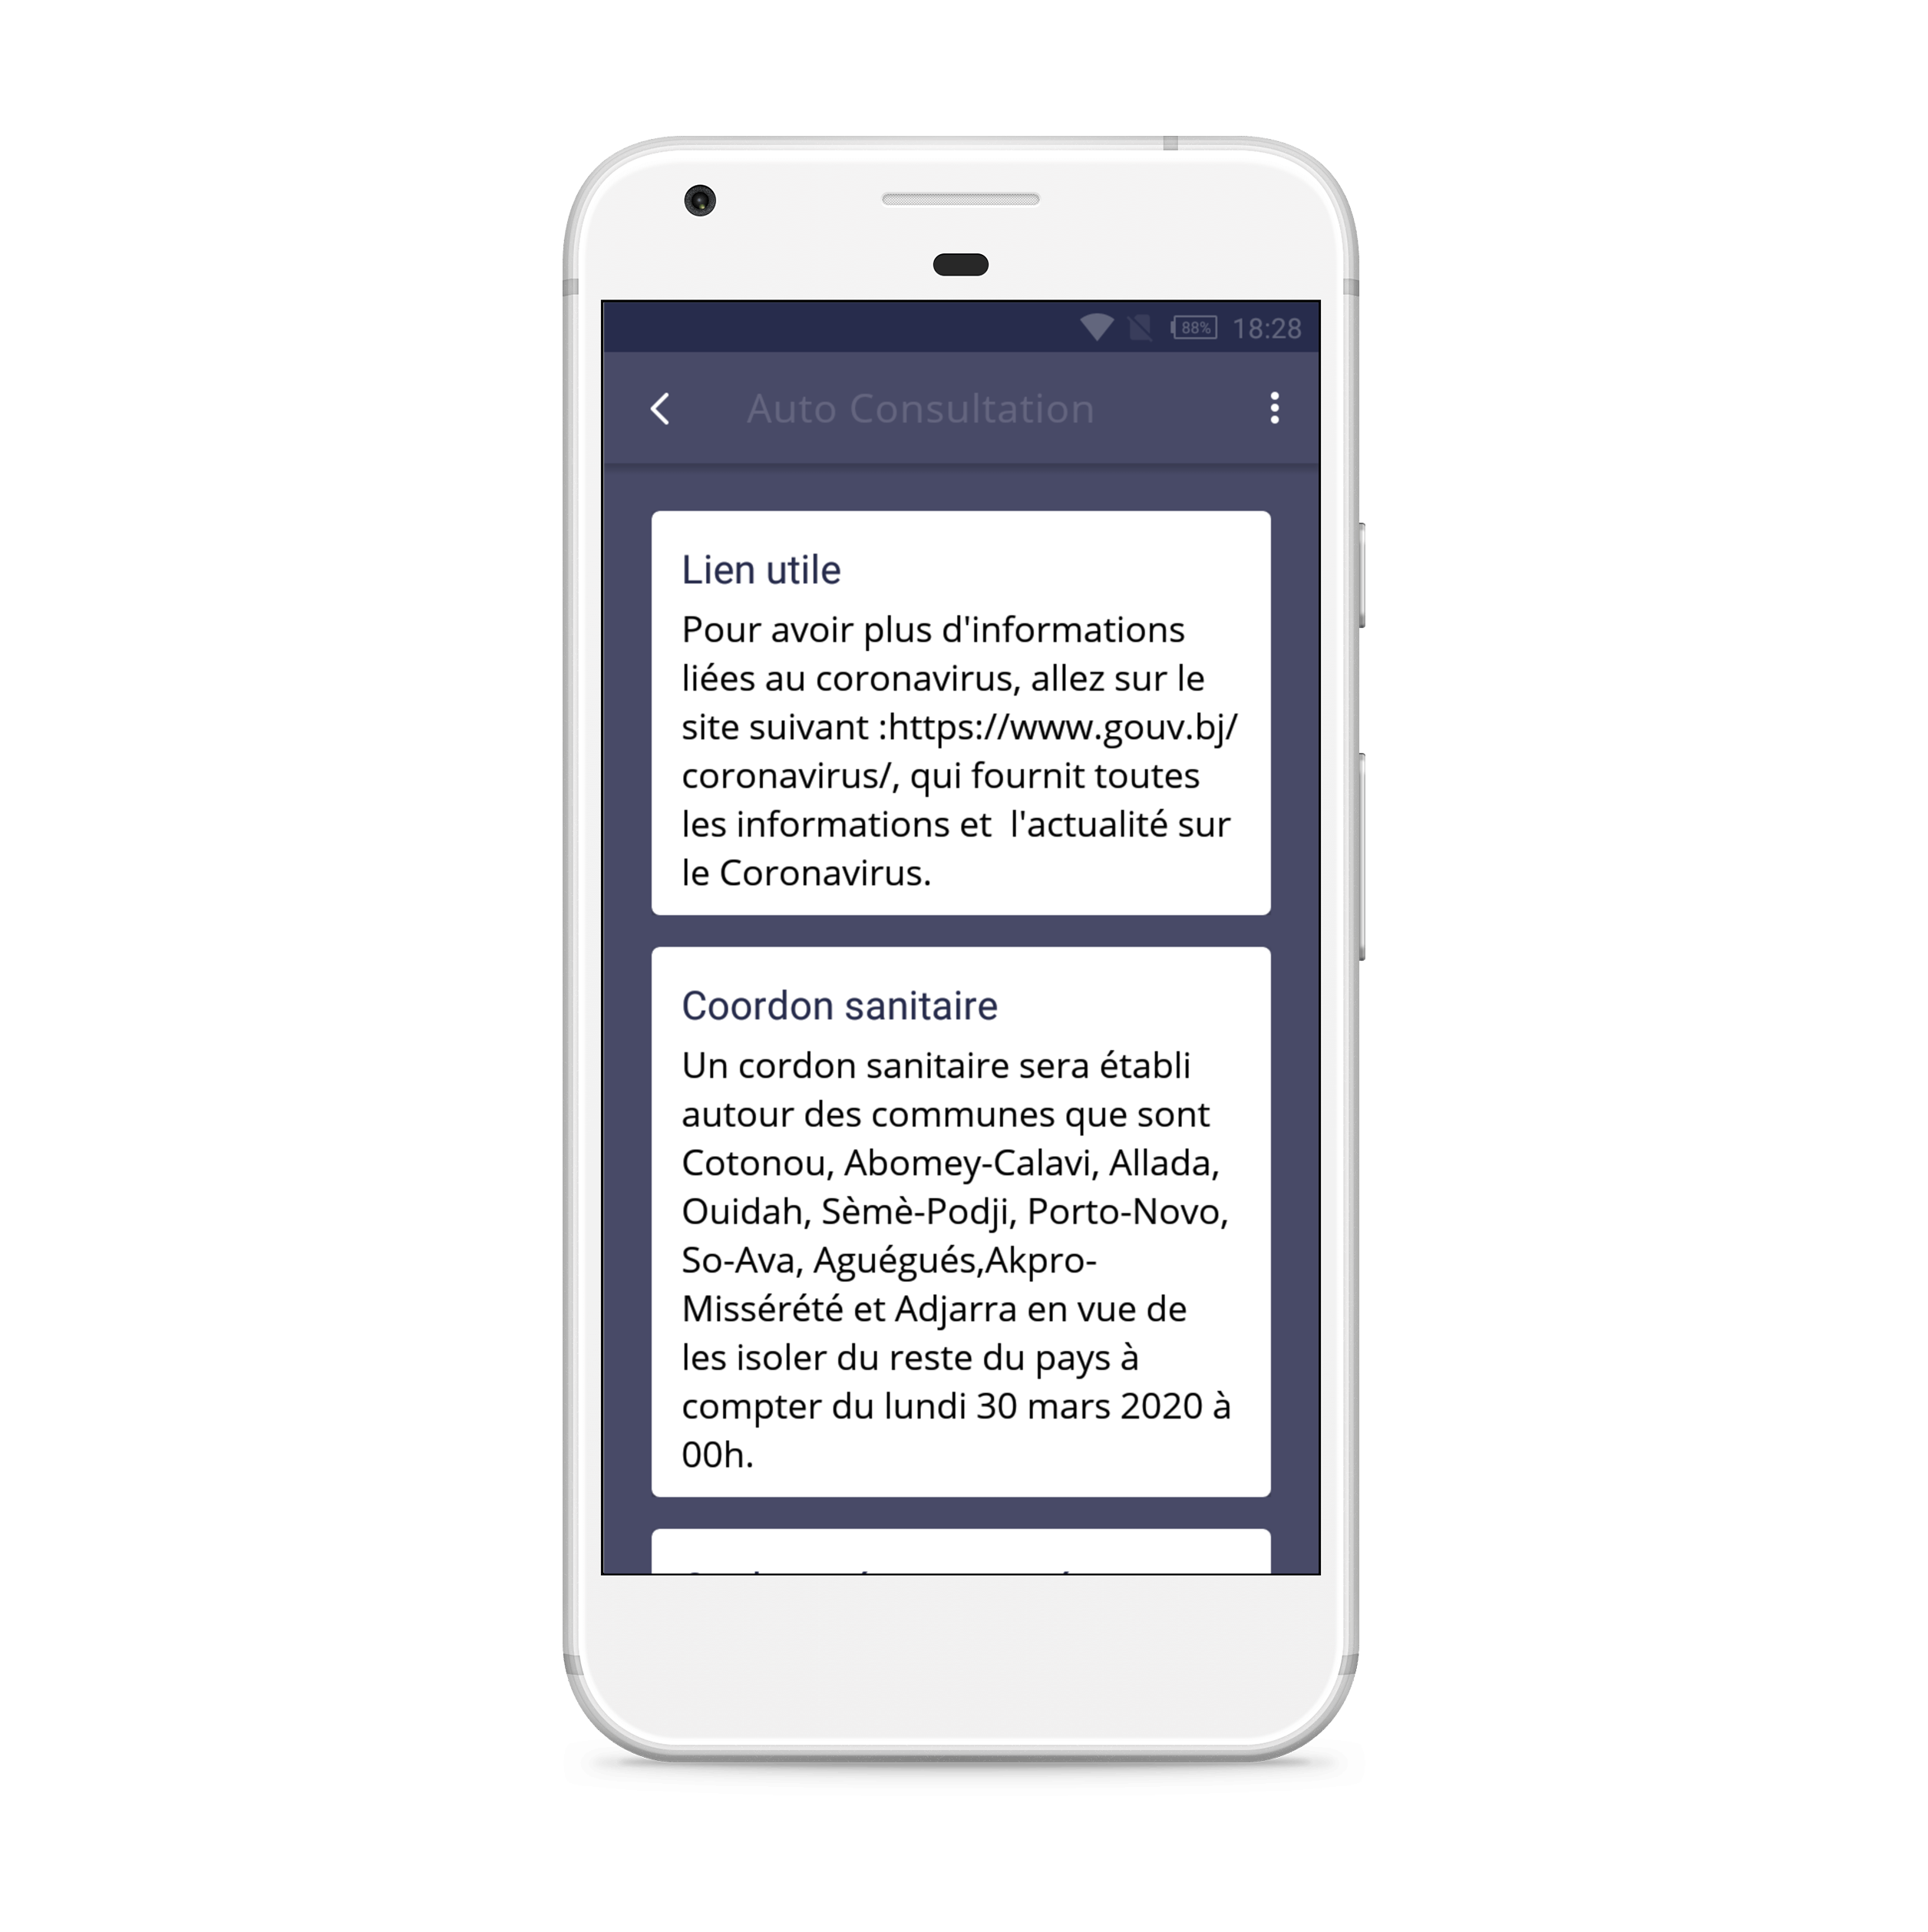 88% 18:28
Auto Consultation
Lien utile
Pour avoir plus d'informations
liées au coronavirus, allez sur le
site suivant :https://www.gouv.bj/
coronavirus/, qui fournit toutes
les informations et  l'actualité sur
le Coronavirus.
Coordon sanitaire
Un cordon sanitaire sera établi
autour des communes que sont
Cotonou, Abomey-Calavi, Allada,
Ouidah, Sèmè-Podji, Porto-Novo,
So-Ava, Aguégués,Akpro-
Missérété et Adjarra en vue de
les isoler du reste du pays à
compter du lundi 30 mars 2020 à
00h.